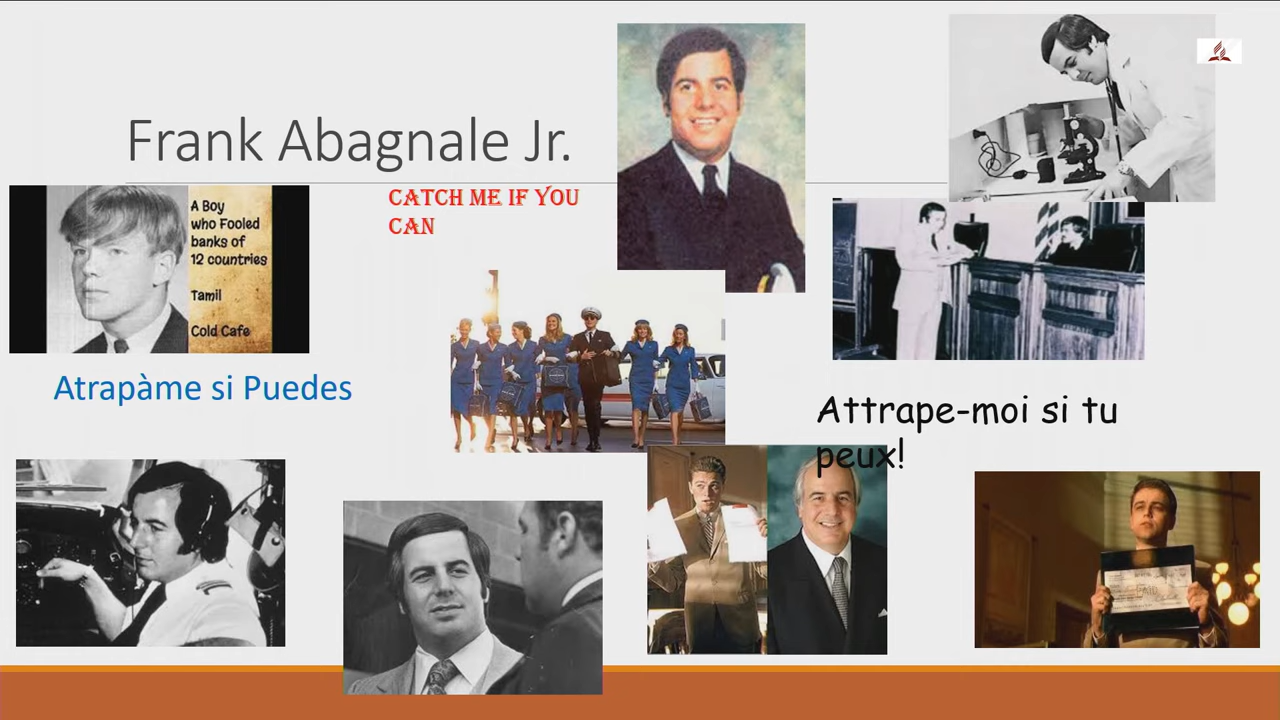 Frank Abagnale Jr.
CATCH ME IF YOU
CAN
A Boy
who Fooled
banks of
12 countries
Tamil
Cold Cafe
Atrapàme si Puedes
Attrape-moi si tu
peux!